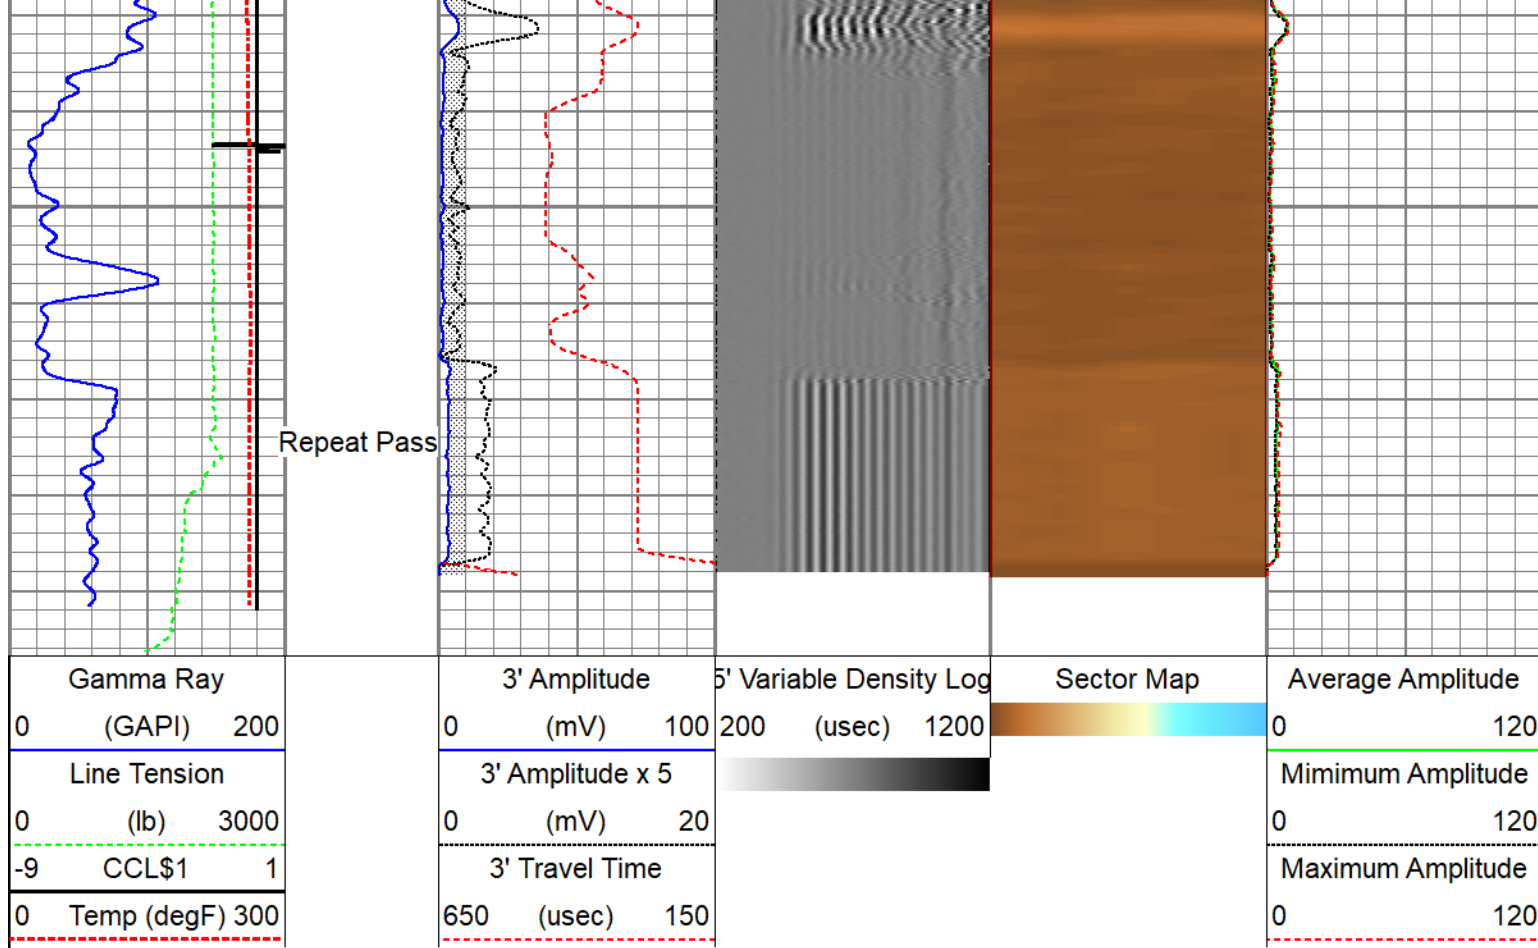 Repeat Pass
Gamma Ray
0 (GAPI) 200
Line Tension
0 (lb) 3000
-9 CCL$1 1
0 Temp (degF) 300
3' Amplitude
0 (mV) 100
3' Amplitude x 5
0 (mV) 20
3' Travel Time
650 (usec) 150
5' Variable Density Log
200 (usec) 1200
Sector Map
Average Amplitude
0 120
Mimimum Amplitude
0 120
Maximum Amplitude
0 120